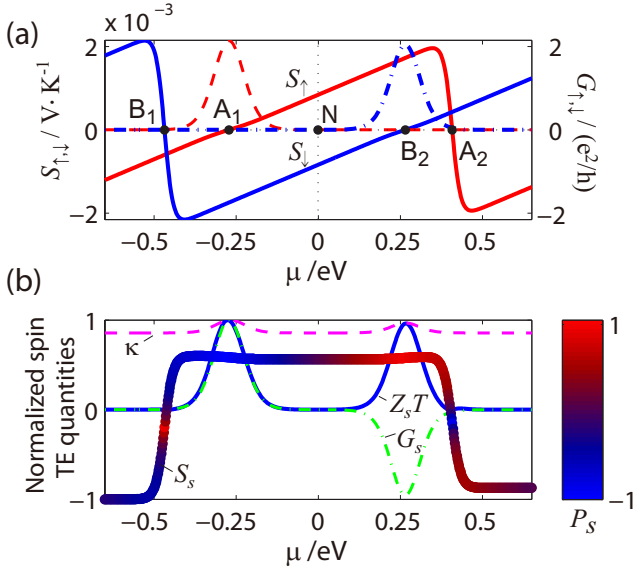 (a)
× 10⁻³
2
0
−2
S↑,↓ / V· K⁻¹
2
0
−2
G↑,↓ / (e²/h)
S↑
S↓
B₁
A₁
N
B₂
A₂
−0.5
−0.25
0
0.25
0.5
μ /eV
(b)
1
0
−1
Normalized spin
TE quantities
κ
ZₛT
Gₛ
Sₛ
−0.5
−0.25
0
0.25
0.5
μ /eV
1
−1
Pₛ